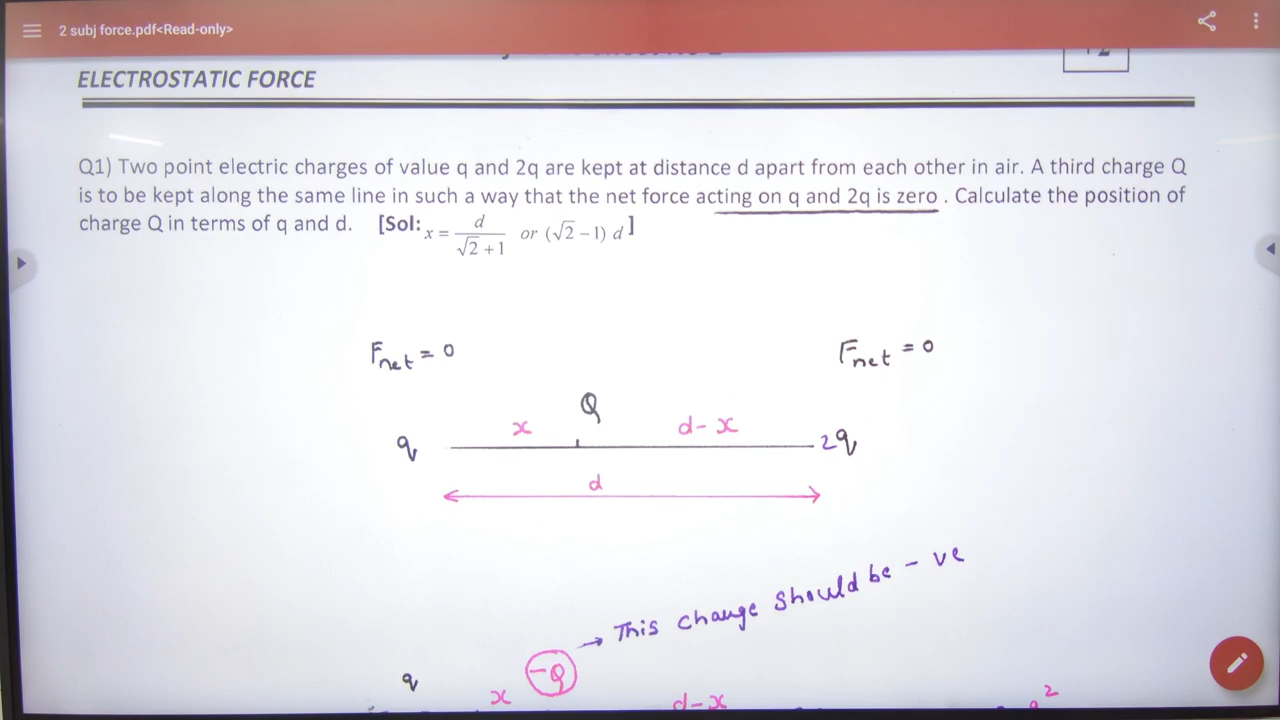 2 subj force.pdf<Read-only>
ELECTROSTATIC FORCE
Q1) Two point electric charges of value q and 2q are kept at distance d apart from each other in air. A third charge Q
is to be kept along the same line in such a way that the net force acting on q and 2q is zero . Calculate the position of
charge Q in terms of q and d. [Sol: x = d/(√2 + 1) or (√2 – 1) d ]
Fnet = 0 Fnet = 0
Q
x d-x
q 2q
d
→ This charge should be - ve
q -Q
x d-x